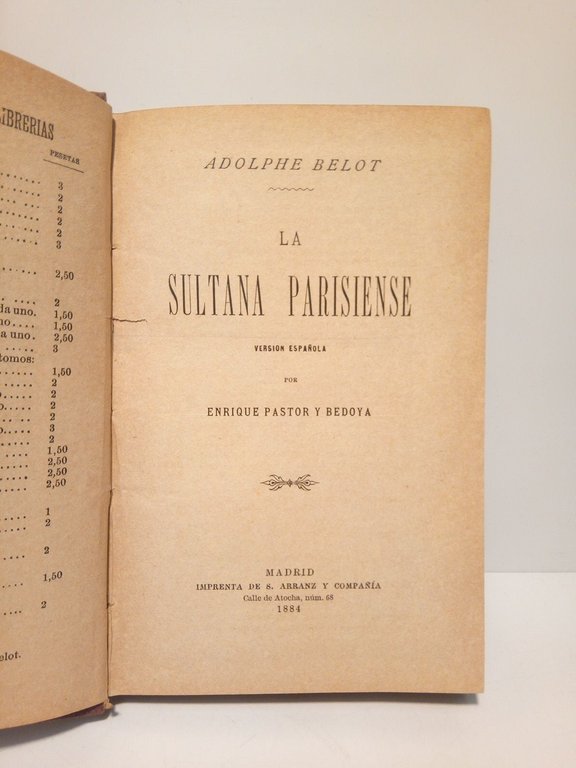 LIBRERIAS
PESETAS
3
2
2
2
2
3
2,50
2
da uno. 1,50
no.... 1,50
a uno. 2,50
3
tomos:
1,50
2
2
2
3
2
1,50
2,50
2,50
2,50
1
2
2
1,50
2
elot.
ADOLPHE BELOT
LA
SULTANA PARISIENSE
VERSION ESPAÑOLA
POR
ENRIQUE PASTOR Y BEDOYA
MADRID
IMPRENTA DE S. ARRANZ Y COMPAÑÍA
Calle de Atocha, núm. 68
1884